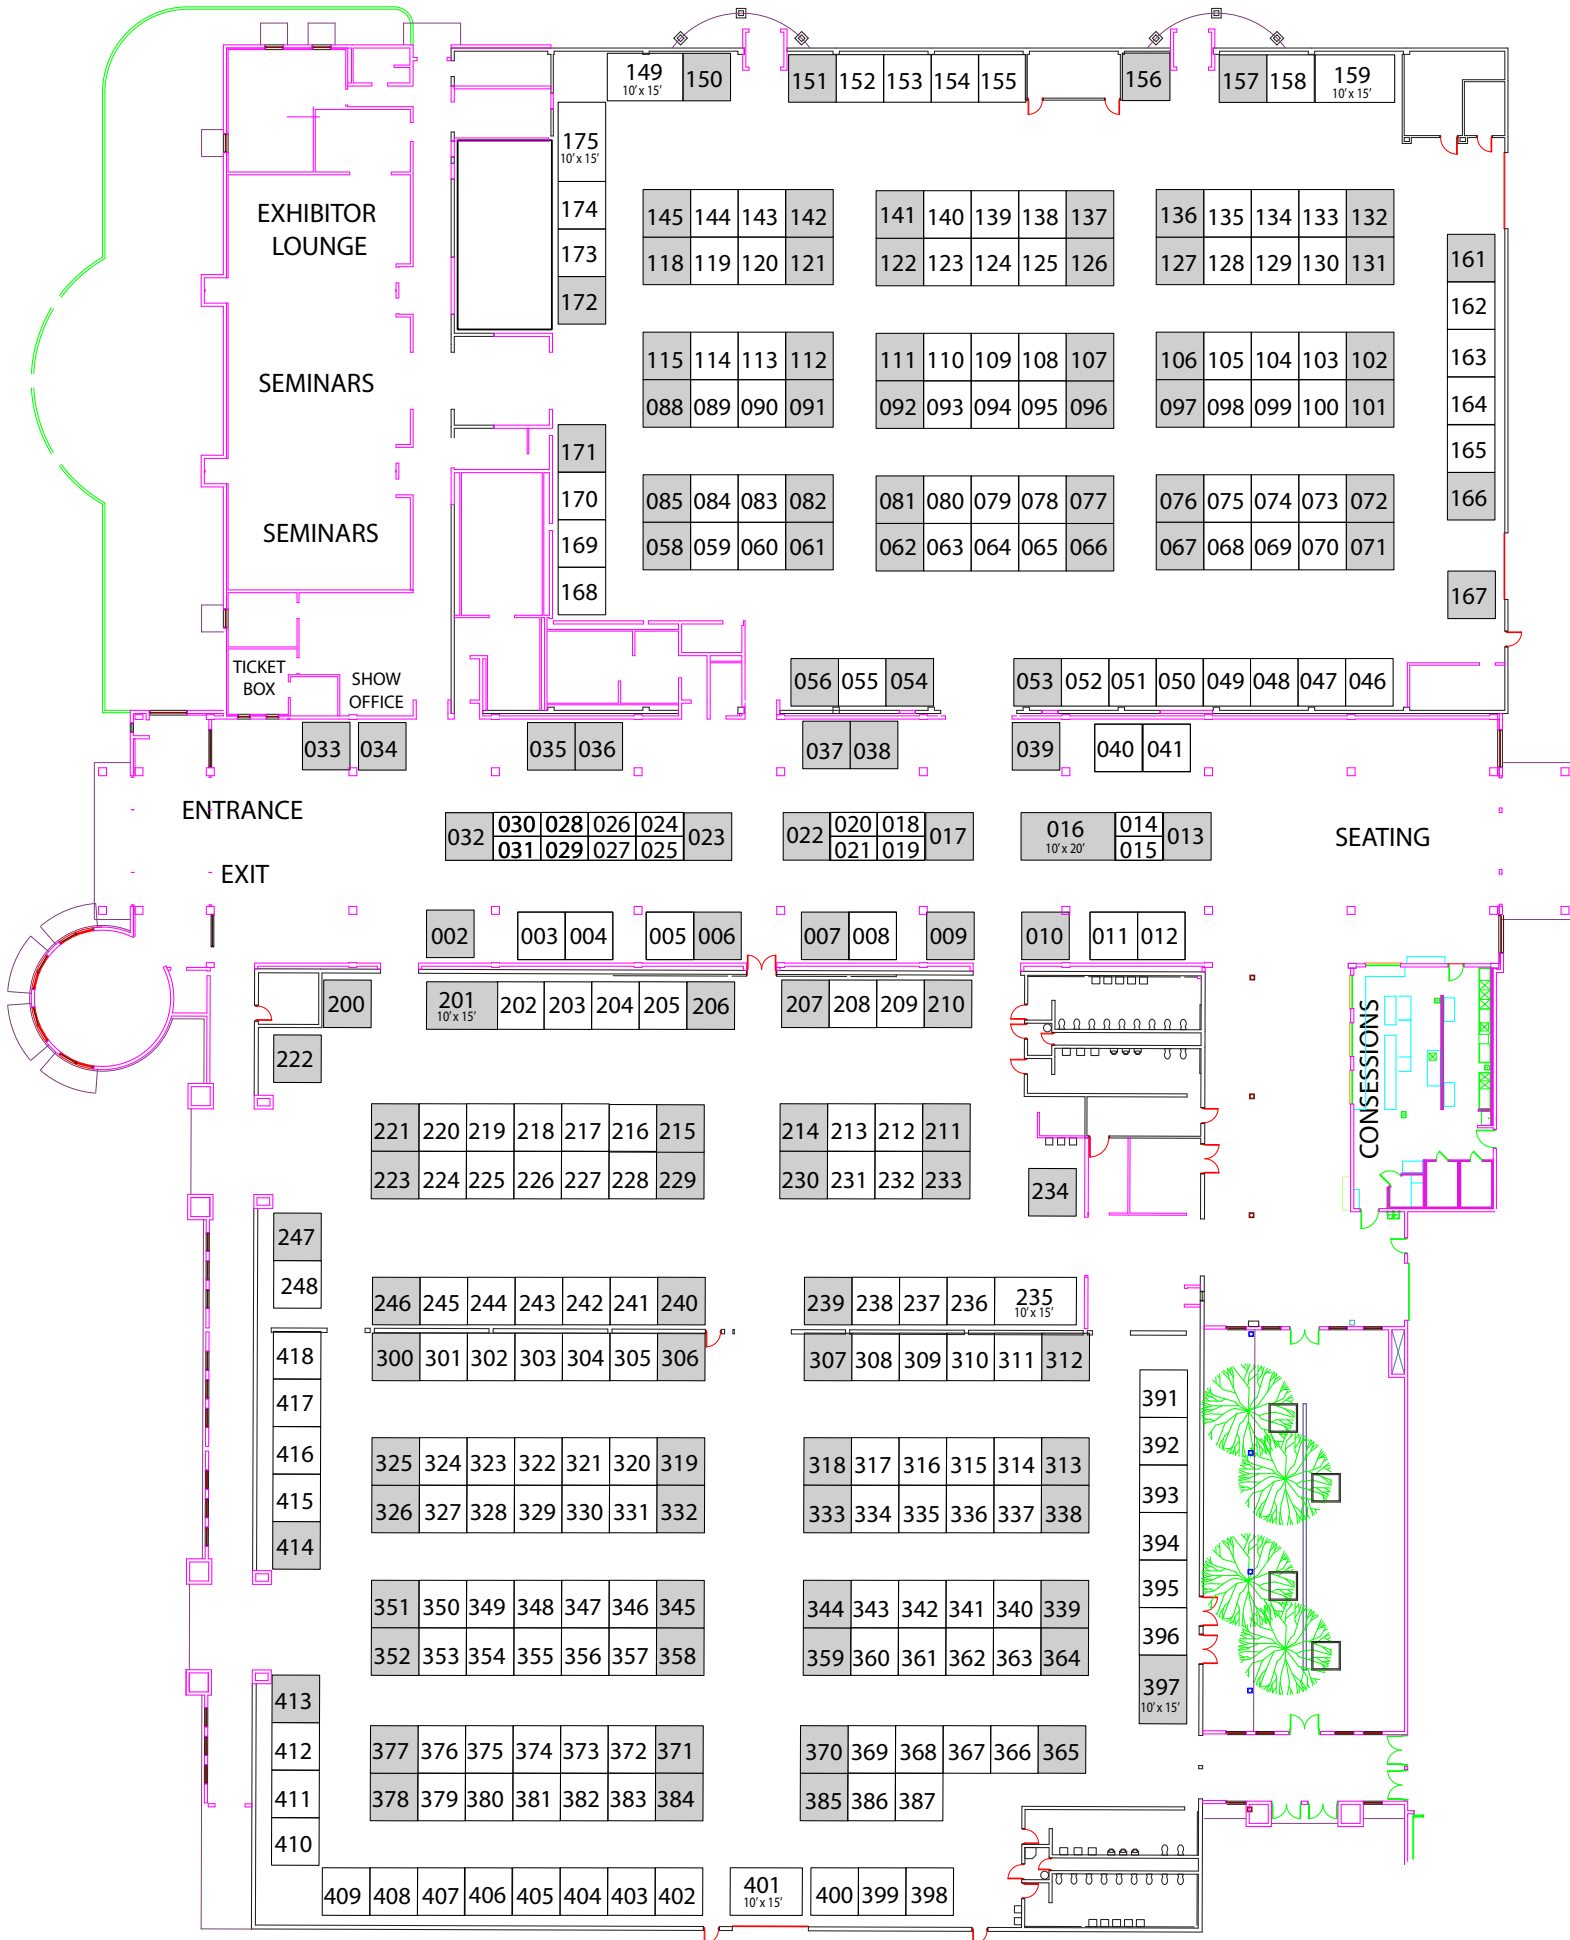 149 150 151 152 153 154 155 156 157 158 159
10' x 15' 10' x 15'
175
10' x 15'
174
173
172
EXHIBITOR
LOUNGE
145 144 143 142 141 140 139 138 137 136 135 134 133 132
118 119 120 121 122 123 124 125 126 127 128 129 130 131
161
162
163
164
165
166
167
SEMINARS
115 114 113 112 111 110 109 108 107 106 105 104 103 102
088 089 090 091 092 093 094 095 096 097 098 099 100 101
171
170
169
168
SEMINARS
085 084 083 082 081 080 079 078 077 076 075 074 073 072
058 059 060 061 062 063 064 065 066 067 068 069 070 071
TICKET
BOX
SHOW
OFFICE
056 055 054 053 052 051 050 049 048 047 046
033 034 035 036 037 038 039 040 041
ENTRANCE
EXIT
032 030 028 026 024 023 022 020 018 017 016 014 013
031 029 027 025 021 019 10' x 20' 015
SEATING
002 003 004 005 006 007 008 009 010 011 012
200 201 202 203 204 205 206 207 208 209 210
10' x 15'
222
CONSESSIONS
221 220 219 218 217 216 215 214 213 212 211
223 224 225 226 227 228 229 230 231 232 233
234
247
248
246 245 244 243 242 241 240 239 238 237 236 235
10' x 15'
300 301 302 303 304 305 306 307 308 309 310 311 312
418
417
416
415
414
391
392
393
394
395
396
397
10' x 15'
325 324 323 322 321 320 319 318 317 316 315 314 313
326 327 328 329 330 331 332 333 334 335 336 337 338
351 350 349 348 347 346 345 344 343 342 341 340 339
352 353 354 355 356 357 358 359 360 361 362 363 364
413
412
411
410
377 376 375 374 373 372 371 370 369 368 367 366 365
378 379 380 381 382 383 384 385 386 387
409 408 407 406 405 404 403 402 401 400 399 398
10' x 15'